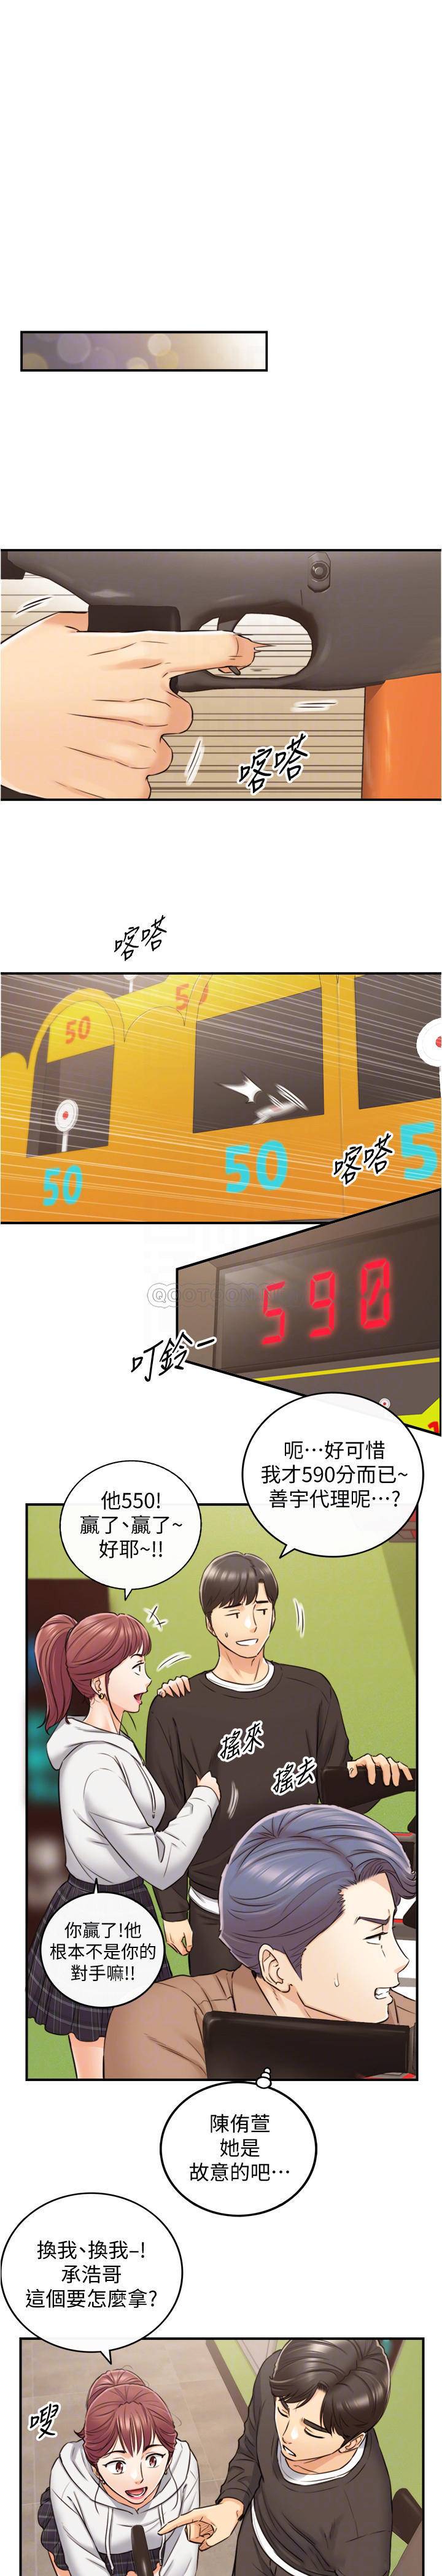 喀嗒
喀嗒
50
50
50
50
5
喀嗒
590
叮鈴–
呃…好可惜
我才590分而已~
善宇代理呢…?
他550!
贏了、贏了~
好耶~!!
搖來
搖去
你贏了!他
根本不是你的
對手嘛!!
陳侑萱
她是
故意的吧…
換我、換我–!
承浩哥
這個要怎麼拿?
嗖